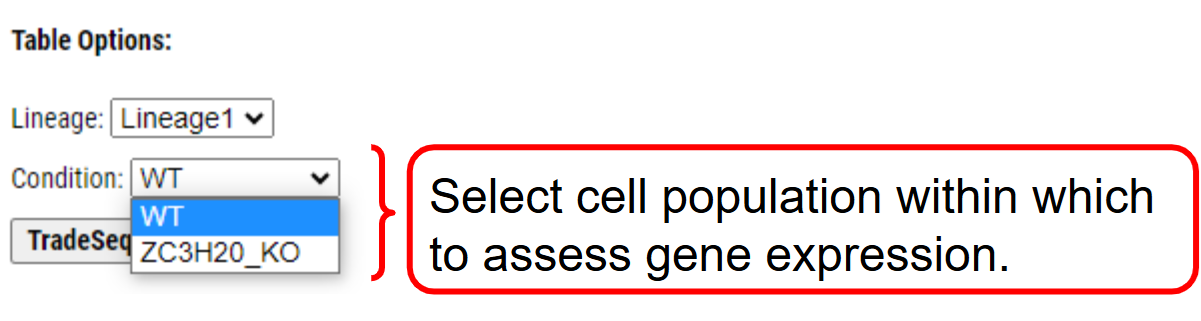 Table Options:
Lineage: Lineage1
Condition: WT
WT
TradeSeq
ZC3H20_KO
Select cell population within which
to assess gene expression.